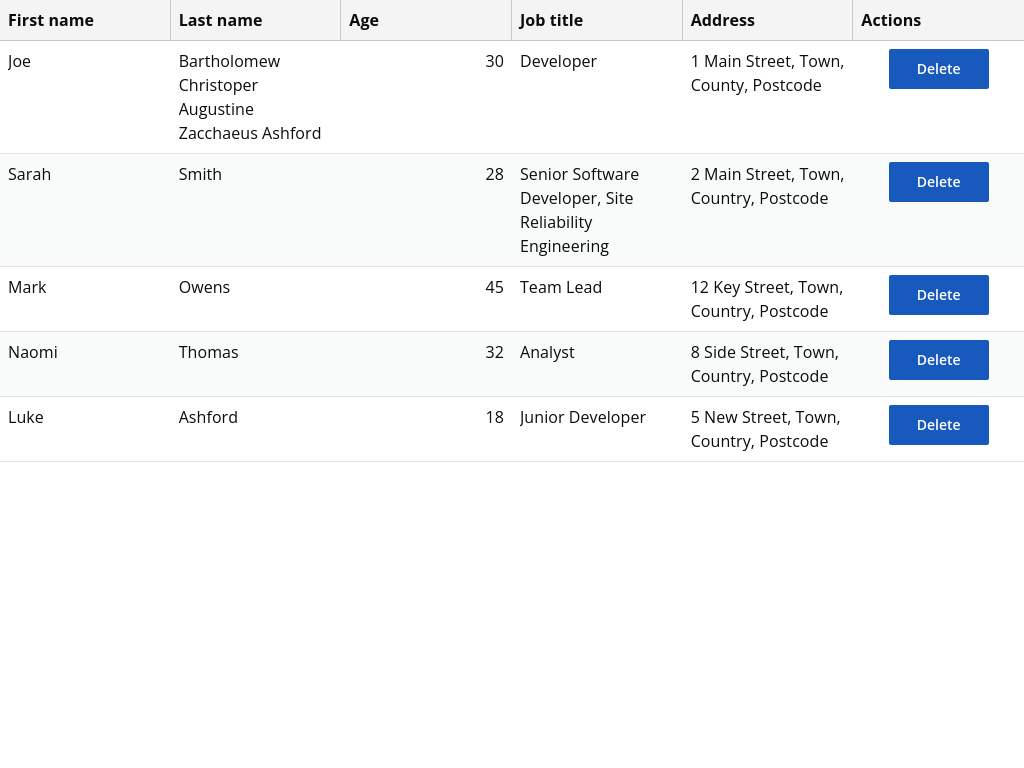 First name Last name Age Job title Address Actions
Joe Bartholomew 30 Developer 1 Main Street, Town, Delete
Christoper County, Postcode
Augustine
Zacchaeus Ashford
Sarah Smith 28 Senior Software 2 Main Street, Town, Delete
Developer, Site Country, Postcode
Reliability
Engineering
Mark Owens 45 Team Lead 12 Key Street, Town, Delete
Country, Postcode
Naomi Thomas 32 Analyst 8 Side Street, Town, Delete
Country, Postcode
Luke Ashford 18 Junior Developer 5 New Street, Town, Delete
Country, Postcode